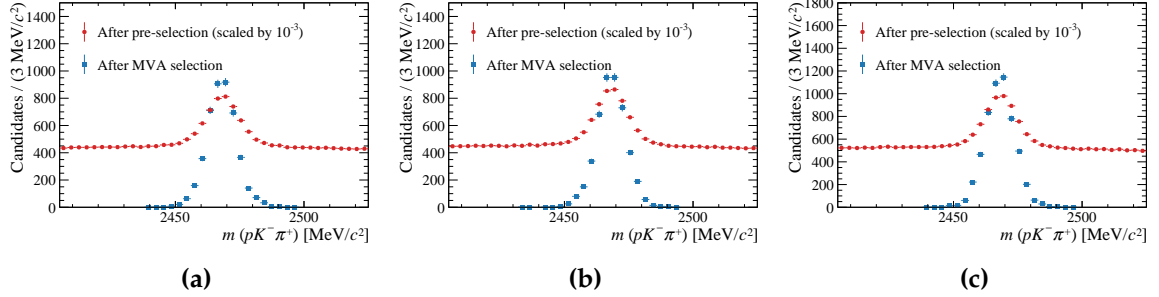 Candidates / (3 MeV/c²)
1400
1200
1000
800
600
400
200
0
After pre-selection (scaled by 10⁻³)
After MVA selection
2450
2500
m (pK⁻π⁺) [MeV/c²]
(a)
Candidates / (3 MeV/c²)
1400
1200
1000
800
600
400
200
0
After pre-selection (scaled by 10⁻³)
After MVA selection
2450
2500
m (pK⁻π⁺) [MeV/c²]
(b)
Candidates / (3 MeV/c²)
1800
1600
1400
1200
1000
800
600
400
200
0
After pre-selection (scaled by 10⁻³)
After MVA selection
2450
2500
m (pK⁻π⁺) [MeV/c²]
(c)